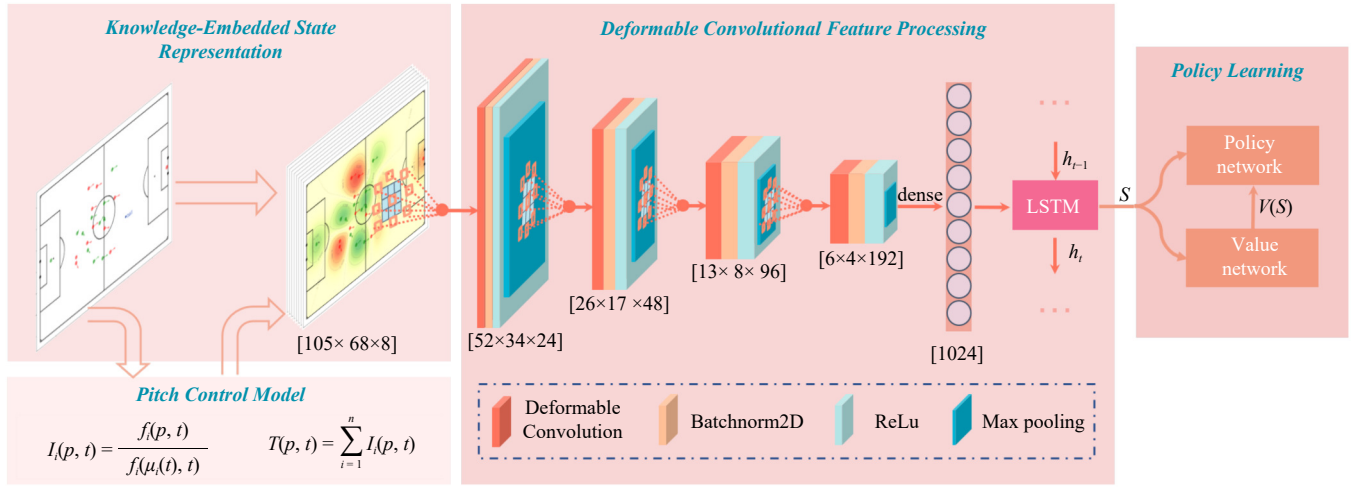 Knowledge-Embedded State
Representation
[105× 68×8]
Pitch Control Model
I_i(p, t) = f_i(p, t) / f_i(μ_i(t), t)
T(p, t) = ∑_{i = 1}^{n} I_i(p, t)
Deformable Convolutional Feature Processing
[52×34×24]
[26×17 ×48]
[13× 8× 96]
[6×4×192]
dense
[1024]
h_{t−1}
LSTM
h_t
Deformable
Convolution
Batchnorm2D
ReLu
Max pooling
S
Policy Learning
Policy
network
V(S)
Value
network